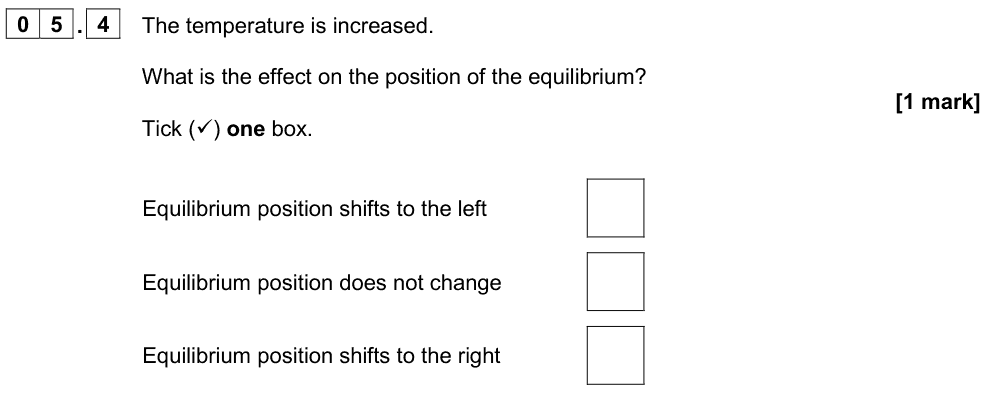 0 5 . 4 The temperature is increased.
What is the effect on the position of the equilibrium?
[1 mark]
Tick (✓) one box.
Equilibrium position shifts to the left
Equilibrium position does not change
Equilibrium position shifts to the right